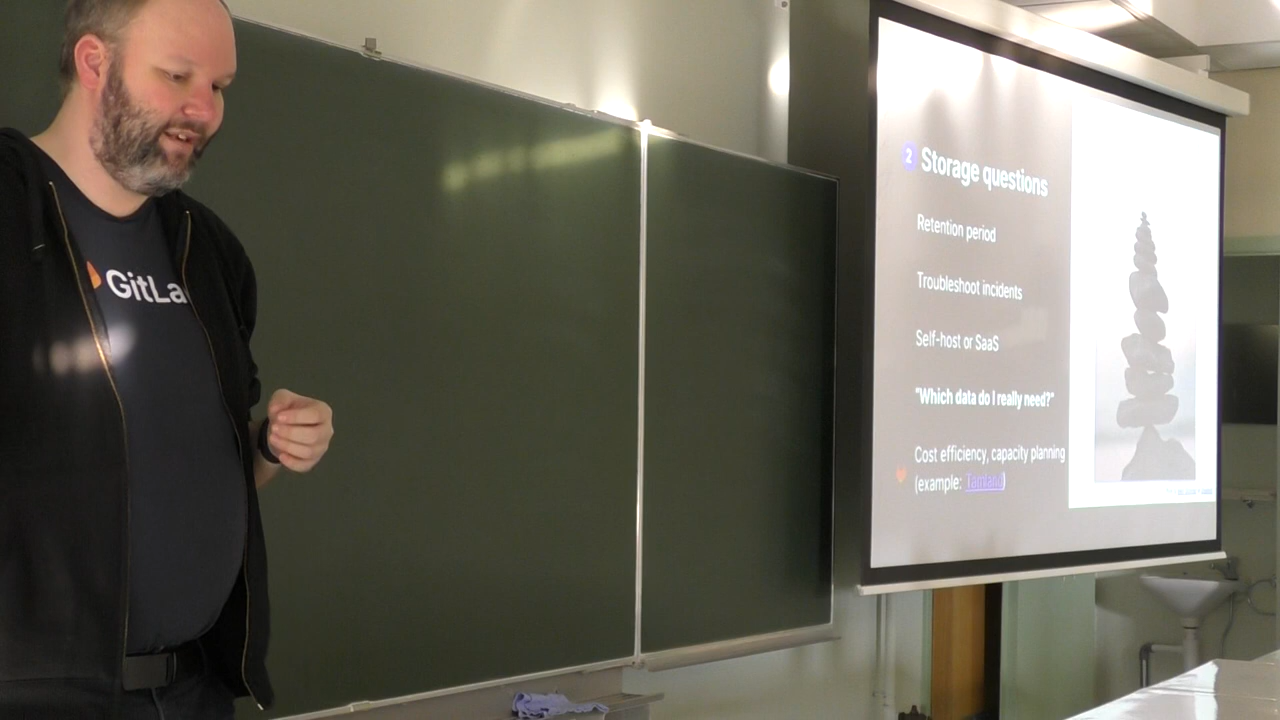 GitLa
2 Storage questions
Retention period
Troubleshoot incidents
Self-host or SaaS
"Which data do I really need?"
Cost efficiency, capacity planning
(example: Tamland)